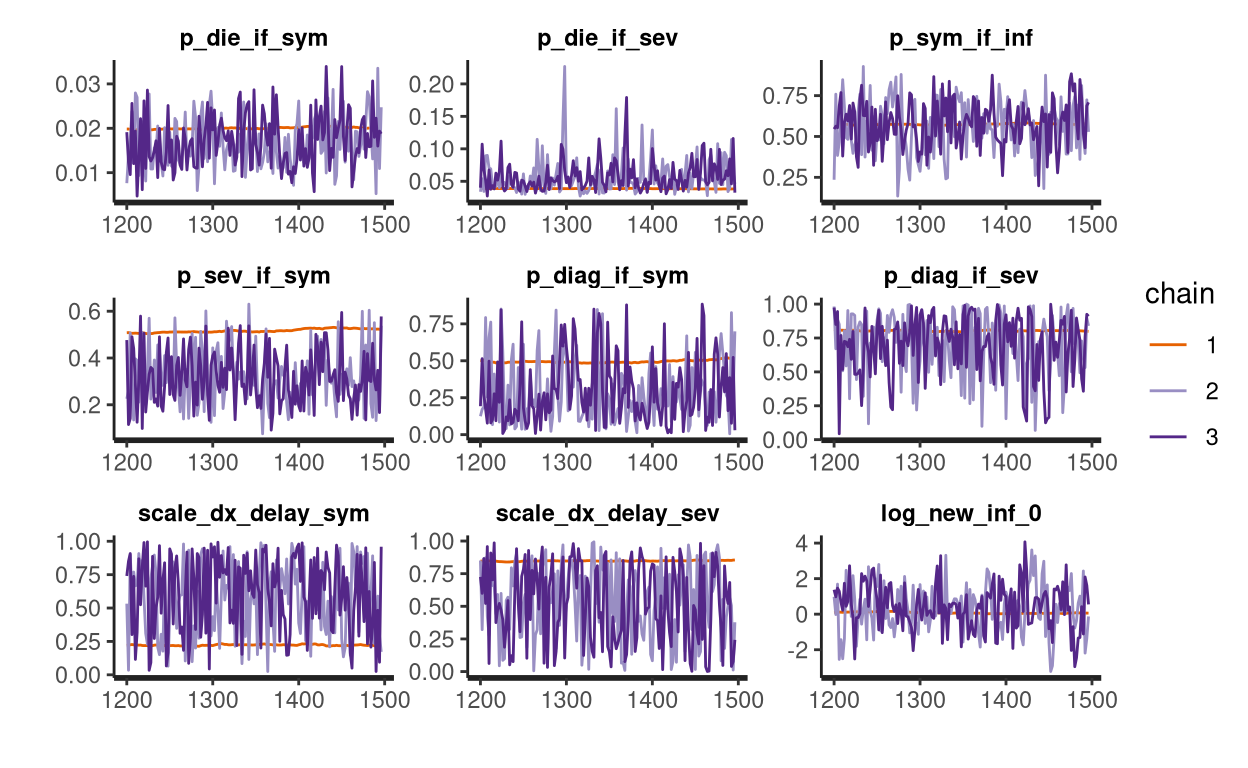 p_die_if_sym p_die_if_sev p_sym_if_inf
0.03 0.02 0.01
0.20 0.15 0.10 0.05
0.75 0.50 0.25
1200 1300 1400 1500 1200 1300 1400 1500 1200 1300 1400 1500
p_sev_if_sym p_diag_if_sym p_diag_if_sev
0.6 0.4 0.2
0.75 0.50 0.25 0.00
1.00 0.75 0.50 0.25 0.00
1200 1300 1400 1500 1200 1300 1400 1500 1200 1300 1400 1500
scale_dx_delay_sym scale_dx_delay_sev log_new_inf_0
1.00 0.75 0.50 0.25 0.00
1.00 0.75 0.50 0.25 0.00
4 2 0 -2
1200 1300 1400 1500 1200 1300 1400 1500 1200 1300 1400 1500
chain
1
2
3